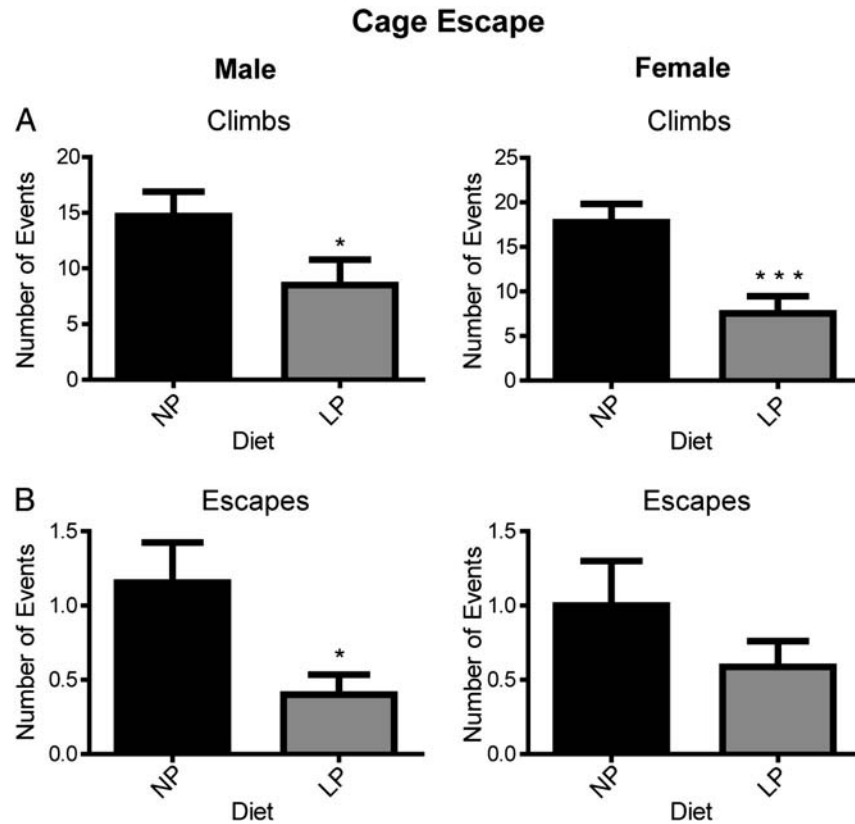 Cage Escape
Male
Female
A
Climbs
Climbs
Number of Events
20
15
10
5
0
*
NP
LP
Diet
Number of Events
25
20
15
10
5
0
***
NP
LP
Diet
B
Escapes
Escapes
Number of Events
1.5
1.0
0.5
0.0
*
NP
LP
Diet
Number of Events
1.5
1.0
0.5
0.0
NP
LP
Diet